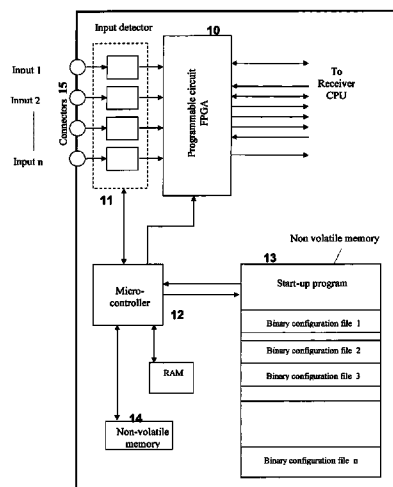 Input detector
10
Input 1
Input 2
Input n
15
Connectors
Programmable circuit
FPGA
To
Receiver
CPU
11
Non volatile memory
13
Start-up program
Micro-
controller
12
Binary configuration file 1
Binary configuration file 2
Binary configuration file 3
RAM
14
Non-volatile
memory
Binary configuration file n